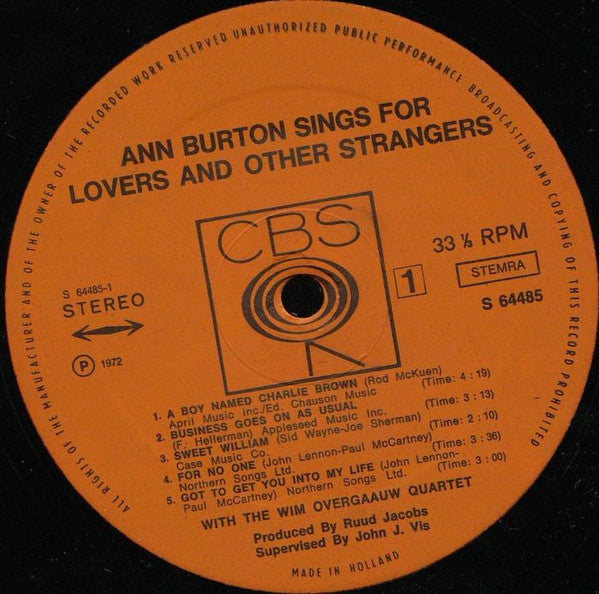 ALL RIGHTS OF THE MANUFACTURER AND OF THE OWNER OF THE RECORDED WORK RESERVED UNAUTHORIZED PUBLIC PERFORMANCE BROADCASTING AND COPYING OF THIS RECORD PROHIBITED
ANN BURTON SINGS FOR
LOVERS AND OTHER STRANGERS
CBS
33 ⅓ RPM
S 64485-1
STEREO
1
STEMRA
S 64485
Ⓟ 1972
1. A BOY NAMED CHARLIE BROWN (Rod McKuen)
April Music inc./Ed. Chauson Music (Time: 4 : 19)
2. BUSINESS GOES ON AS USUAL
(F. Hellerman) Appleseed Music Inc. (Time: 3 : 13)
3. SWEET WILLIAM (Sid Wayne-Joe Sherman)
Case Music Co. (Time: 2 : 10)
4. FOR NO ONE (John Lennon-Paul McCartney)
Northern Songs Ltd. (Time: 3 : 36)
5. GOT TO GET YOU INTO MY LIFE (John Lennon-
Paul McCartney) Northern Songs Ltd. (Time: 3 : 00)
WITH THE WIM OVERGAAUW QUARTET
Produced By Ruud Jacobs
Supervised By John J. Vis
MADE IN HOLLAND